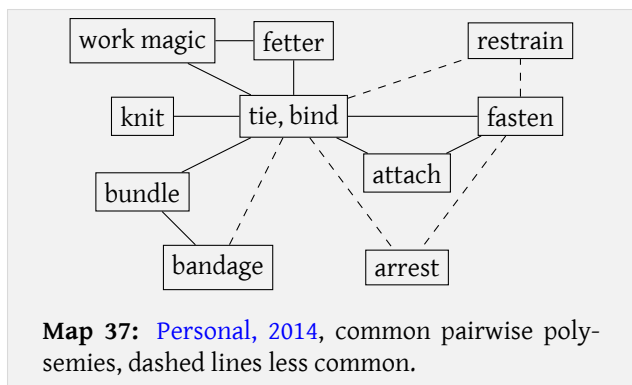 work magic
fetter
restrain
knit
tie, bind
fasten
attach
bundle
bandage
arrest
Map 37: Personal, 2014, common pairwise poly-
semies, dashed lines less common.